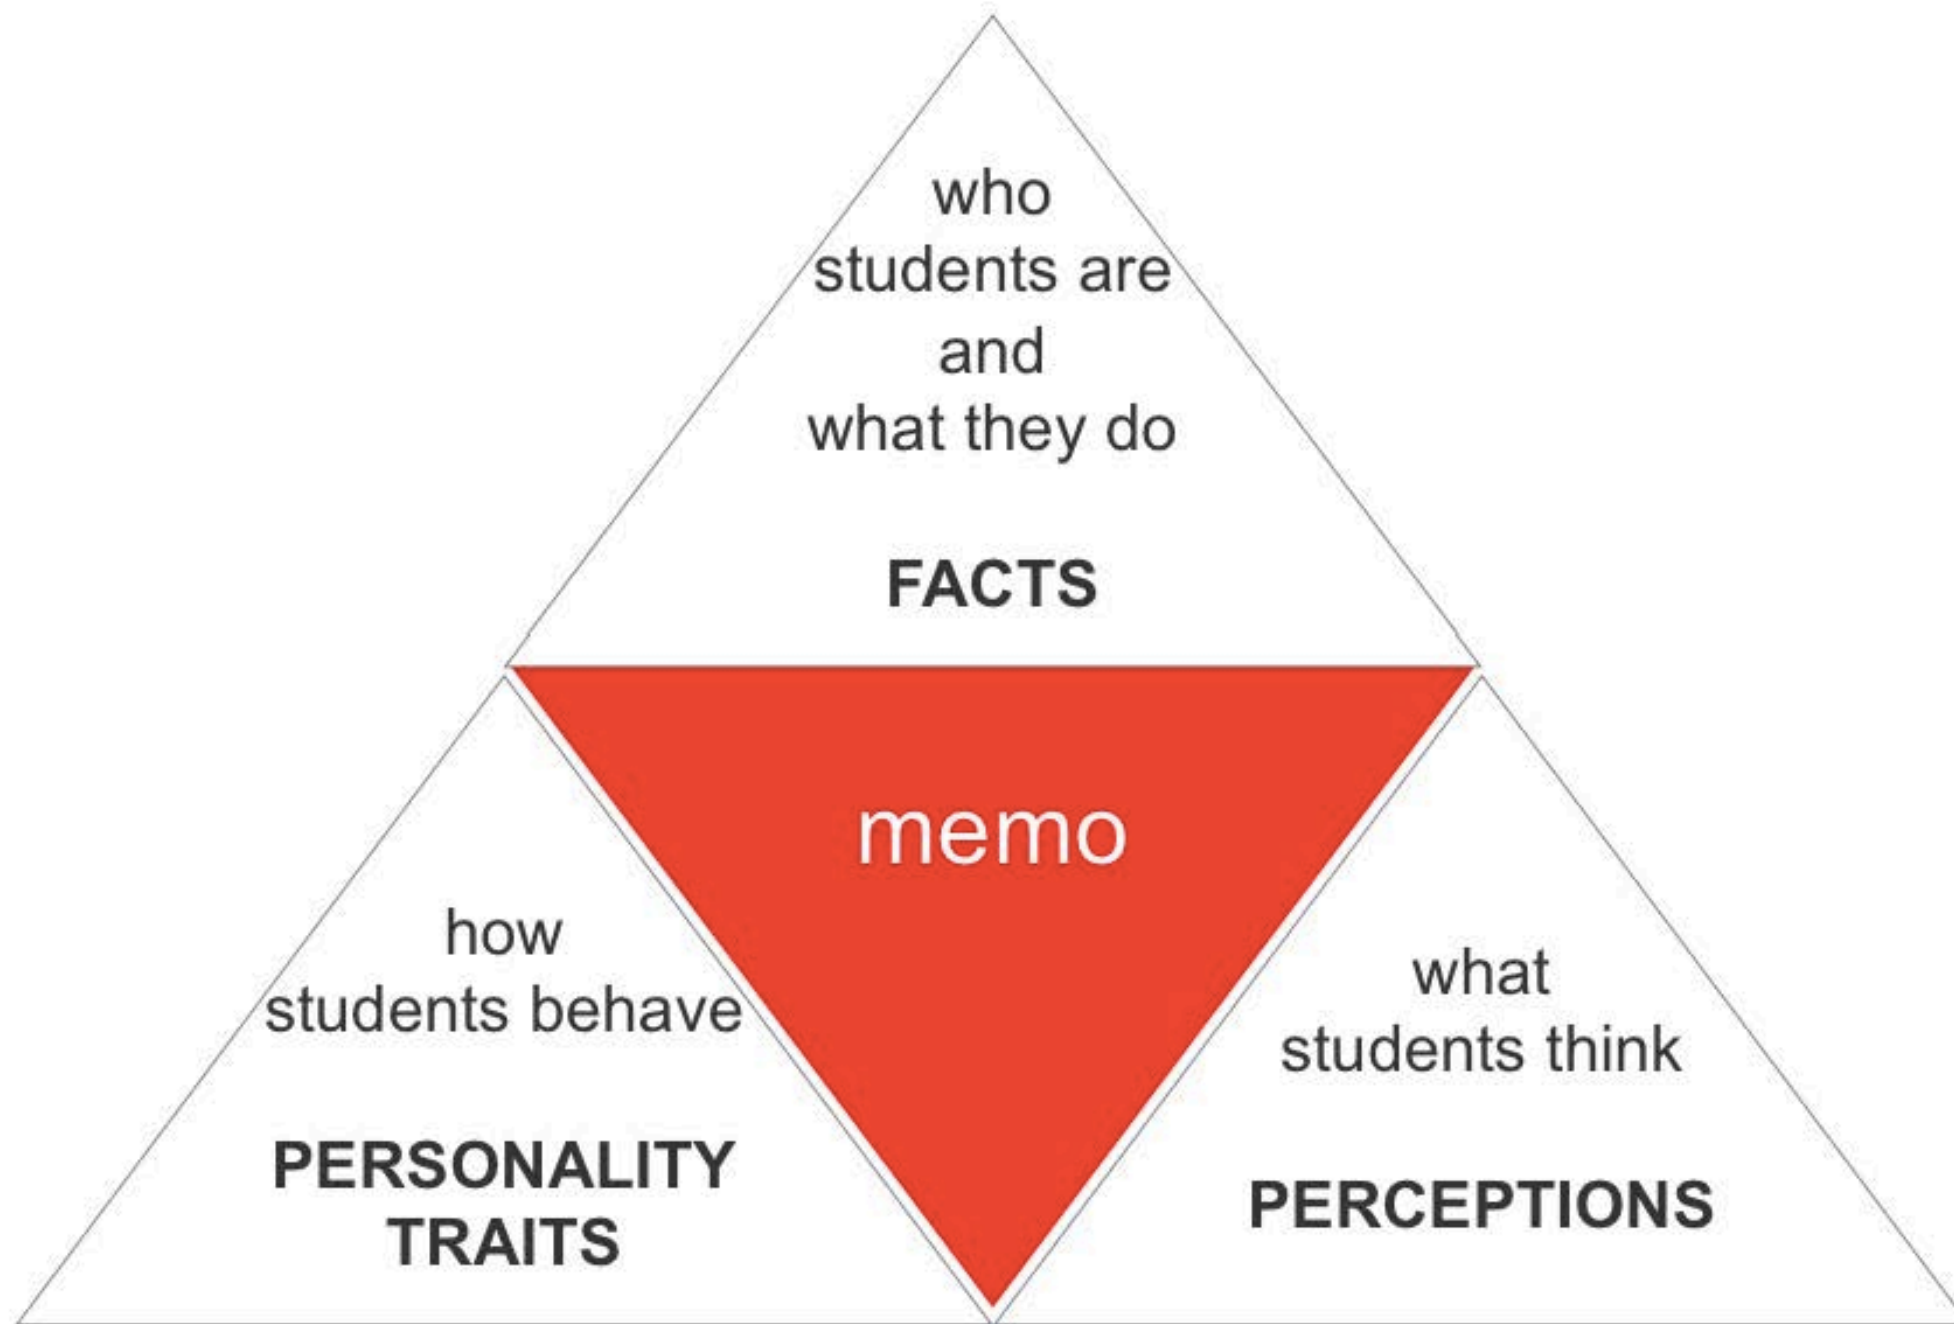 who
students are
and
what they do
FACTS
memo
how
students behave
PERSONALITY
TRAITS
what
students think
PERCEPTIONS